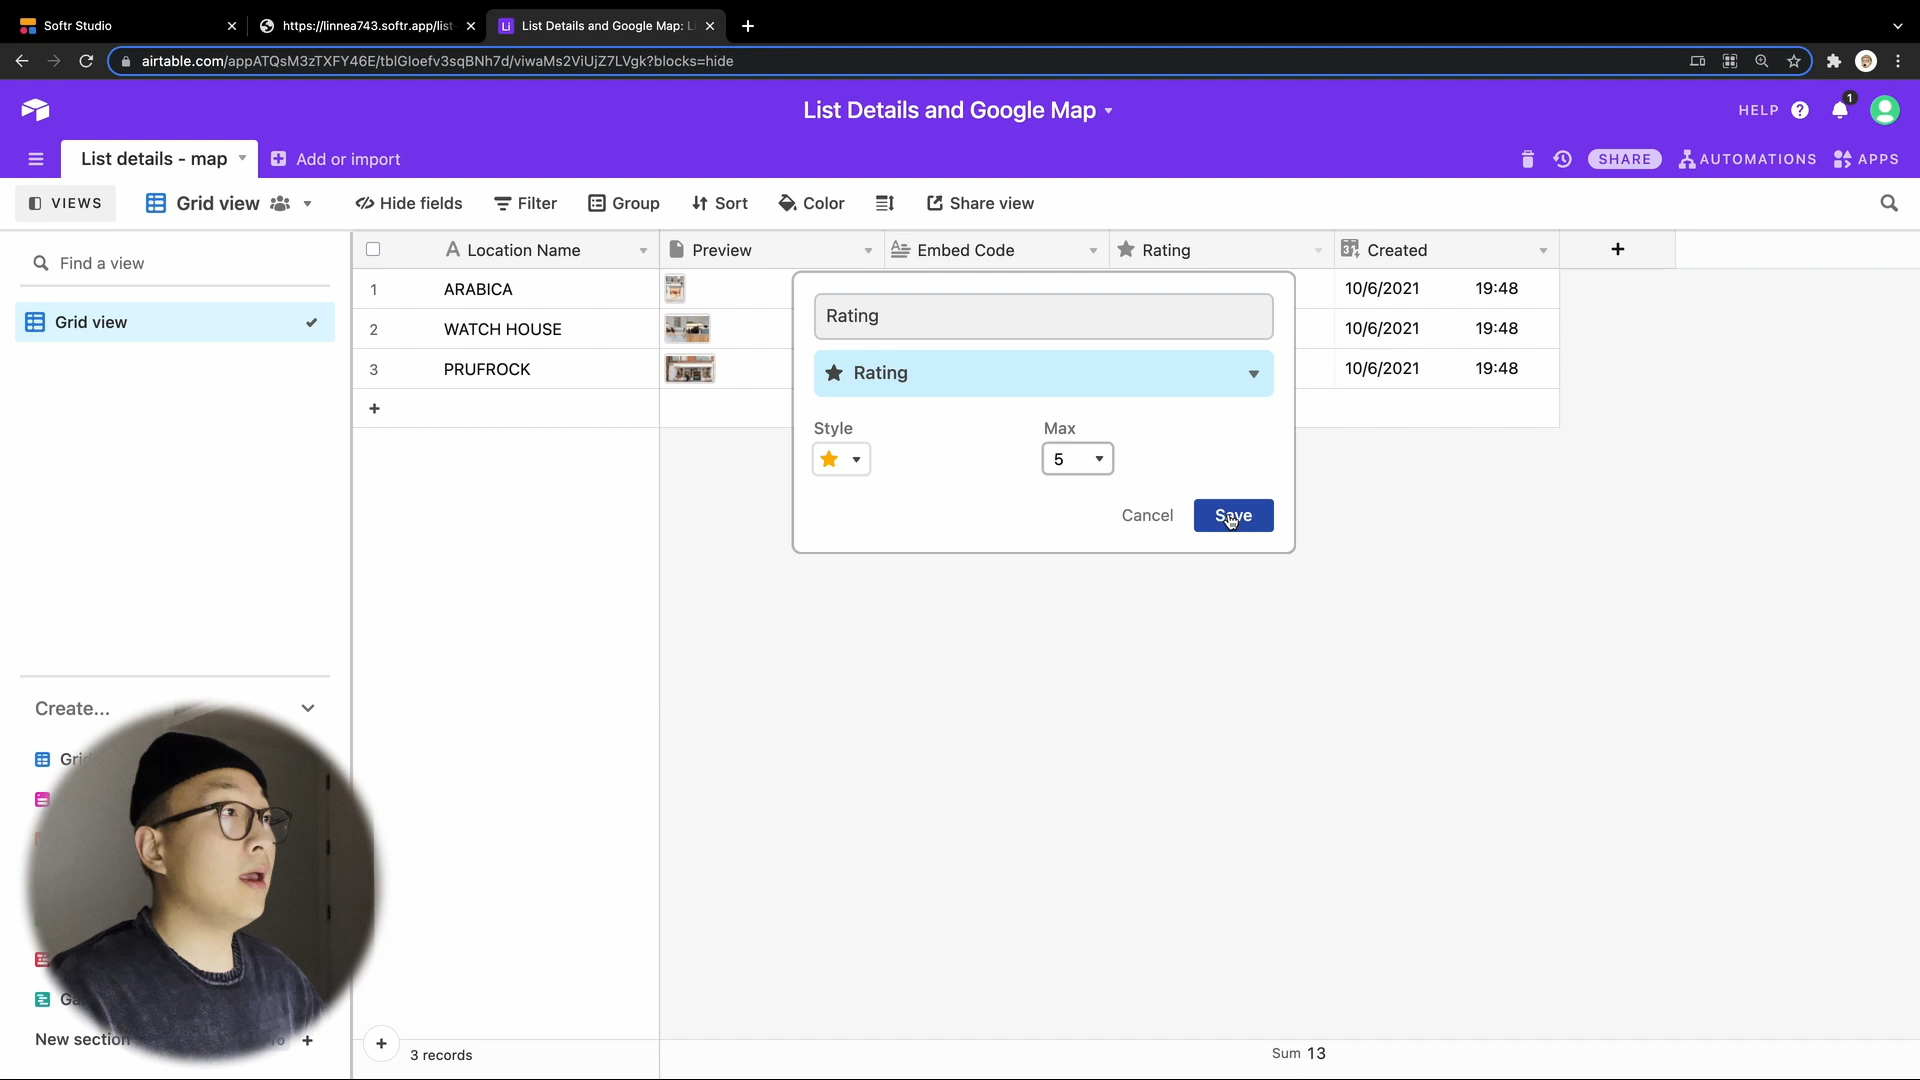 Softr Studio
https://linnea743.softr.app/list-
List Details and Google Map: Li
airtable.com/appATQsM3zTXFY46E/tblGIoefv3sqBNh7d/viwaMs2ViUjZ7LVgk?blocks=hide
List Details and Google Map
HELP
1
List details - map
Add or import
SHARE
AUTOMATIONS
APPS
VIEWS
Grid view
Hide fields
Filter
Group
Sort
Color
Share view
Find a view
Grid view
Location Name
Preview
Embed Code
Rating
Created
1
ARABICA
10/6/2021 19:48
2
WATCH HOUSE
10/6/2021 19:48
3
PRUFROCK
10/6/2021 19:48
Rating
Rating
Style
Max
5
Cancel
Save
Create...
Gri
Ga
New section
3 records
Sum 13